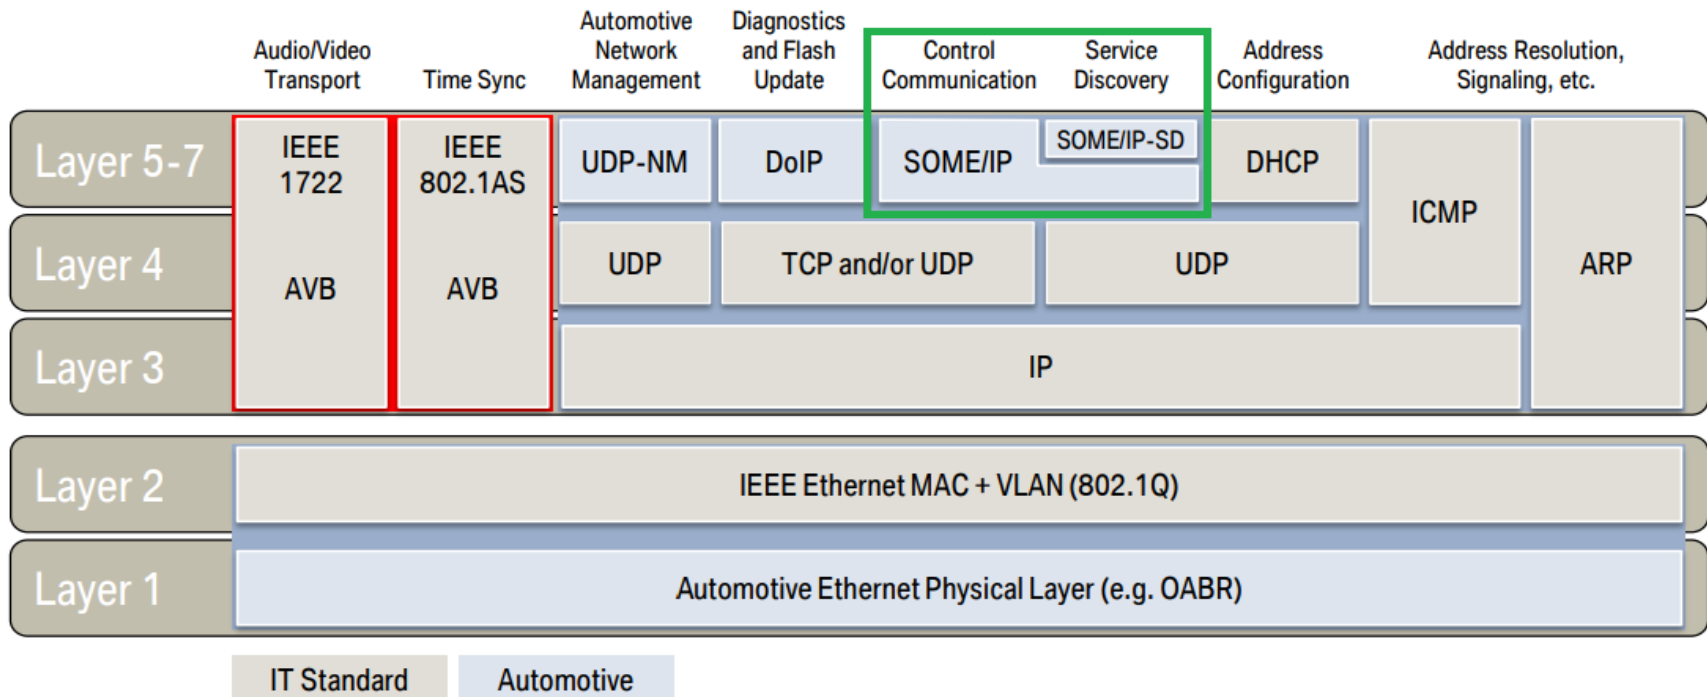 Audio/Video
Transport
Time Sync
Automotive
Network
Management
Diagnostics
and Flash
Update
Control
Communication
Service
Discovery
Address
Configuration
Address Resolution,
Signaling, etc.
Layer 5-7
IEEE
1722
IEEE
802.1AS
UDP-NM
DoIP
SOME/IP
SOME/IP-SD
DHCP
ICMP
ARP
Layer 4
AVB
AVB
UDP
TCP and/or UDP
UDP
Layer 3
IP
Layer 2
IEEE Ethernet MAC + VLAN (802.1Q)
Layer 1
Automotive Ethernet Physical Layer (e.g. OABR)
IT Standard
Automotive